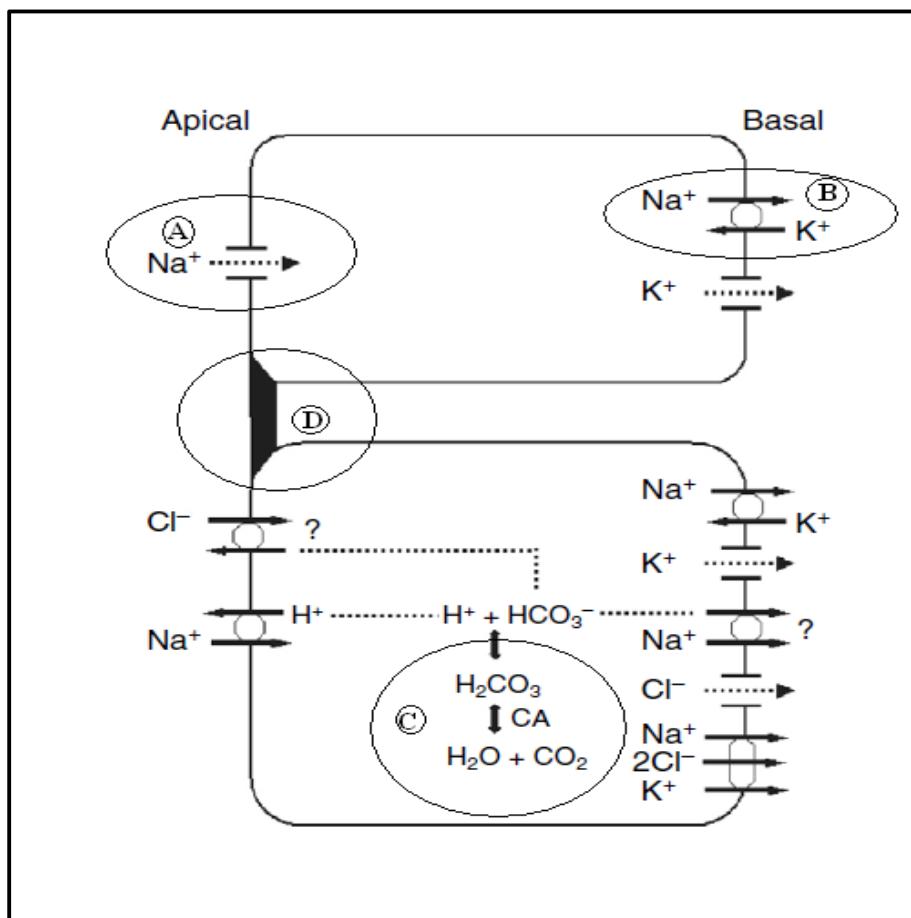 Apical
Basal
Na⁺
B
K⁺
A
Na⁺
K⁺
D
Cl⁻
?
Na⁺
K⁺
K⁺
H⁺
H⁺ + HCO₃⁻
Na⁺
Na⁺
?
H₂CO₃
Cl⁻
C
CA
Na⁺
H₂O + CO₂
2Cl⁻
K⁺